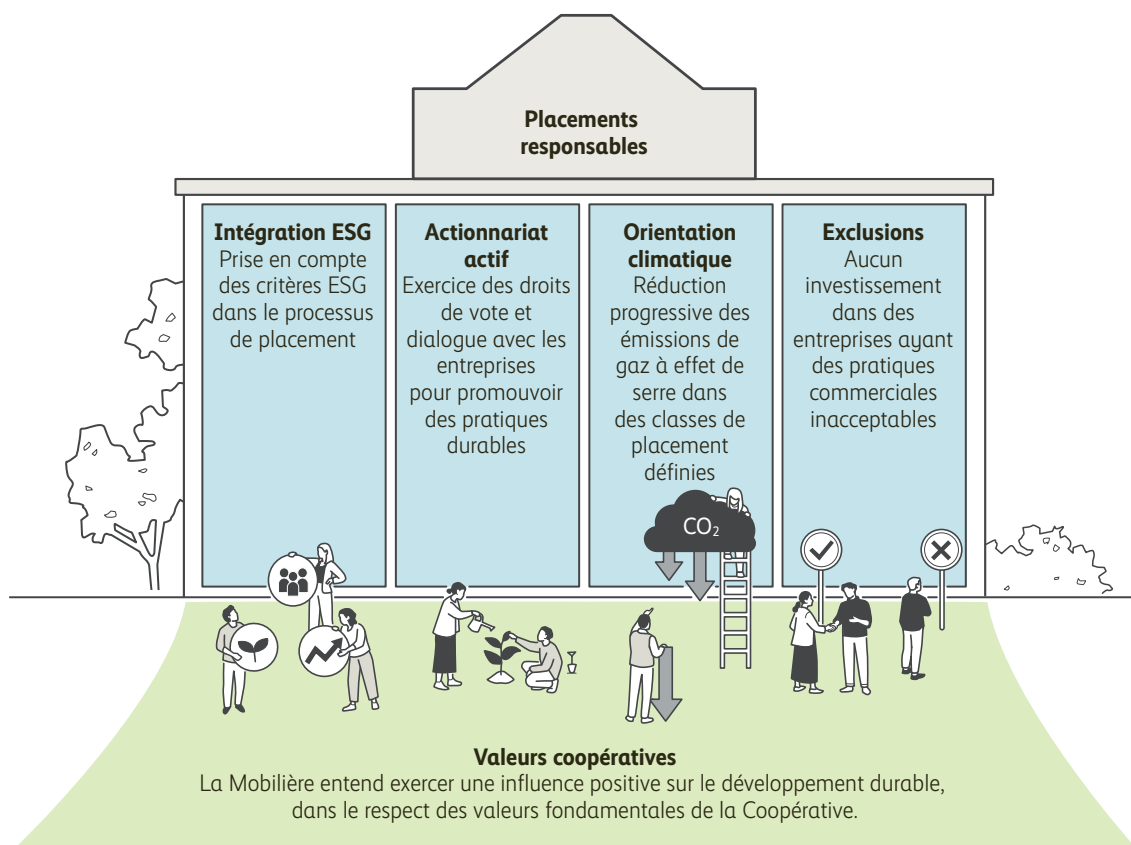 Placements
responsables
Intégration ESG
Prise en compte
des critères ESG
dans le processus
de placement
Actionnariat
actif
Exercice des droits
de vote et
dialogue avec les
entreprises
pour promouvoir
des pratiques
durables
Orientation
climatique
Réduction
progressive des
émissions de
gaz à effet de
serre dans
des classes de
placement
définies
Exclusions
Aucun
investissement
dans des
entreprises ayant
des pratiques
commerciales
inacceptables
CO₂
Valeurs coopératives
La Mobilière entend exercer une influence positive sur le développement durable,
dans le respect des valeurs fondamentales de la Coopérative.